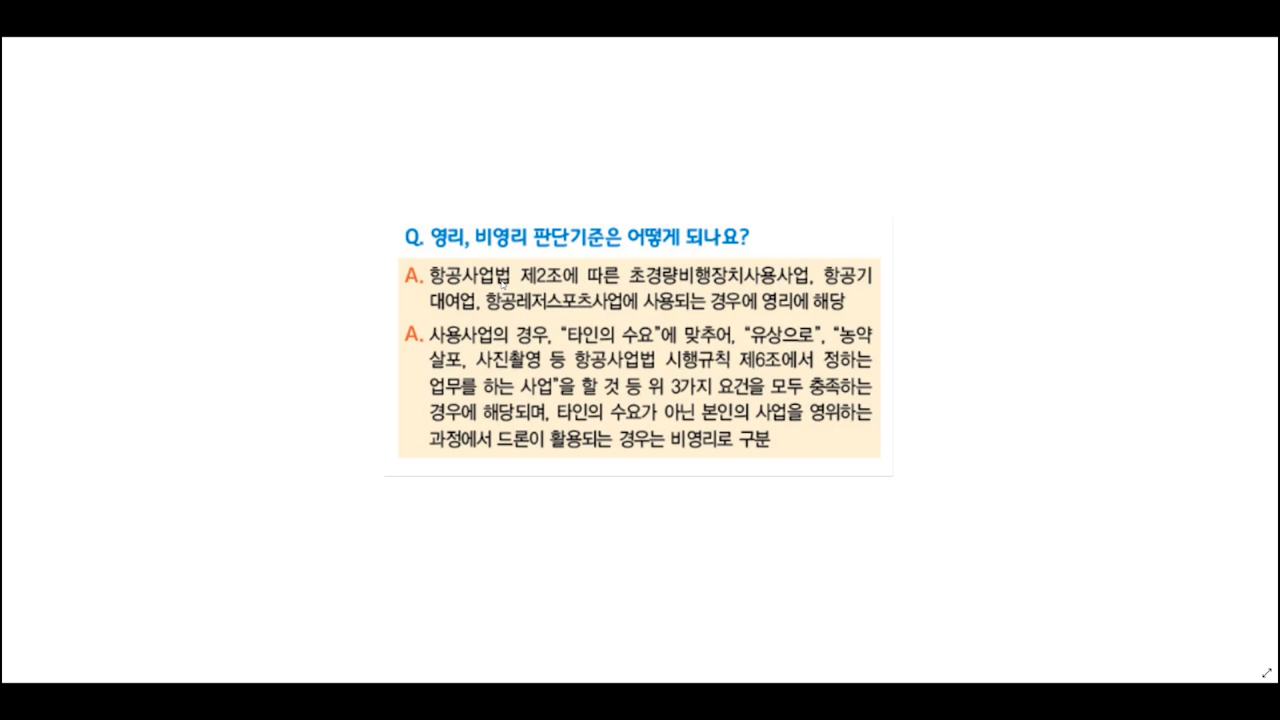 Q. 영리, 비영리 판단기준은 어떻게 되나요?
A. 항공사업법 제2조에 따른 초경량비행장치사용사업, 항공기
대여업, 항공레저스포츠사업에 사용되는 경우에 영리에 해당
A. 사용사업의 경우, “타인의 수요”에 맞추어, “유상으로”, “농약
살포, 사진촬영 등 항공사업법 시행규칙 제6조에서 정하는
업무를 하는 사업”을 할 것 등 위 3가지 요건을 모두 충족하는
경우에 해당되며, 타인의 수요가 아닌 본인의 사업을 영위하는
과정에서 드론이 활용되는 경우는 비영리로 구분